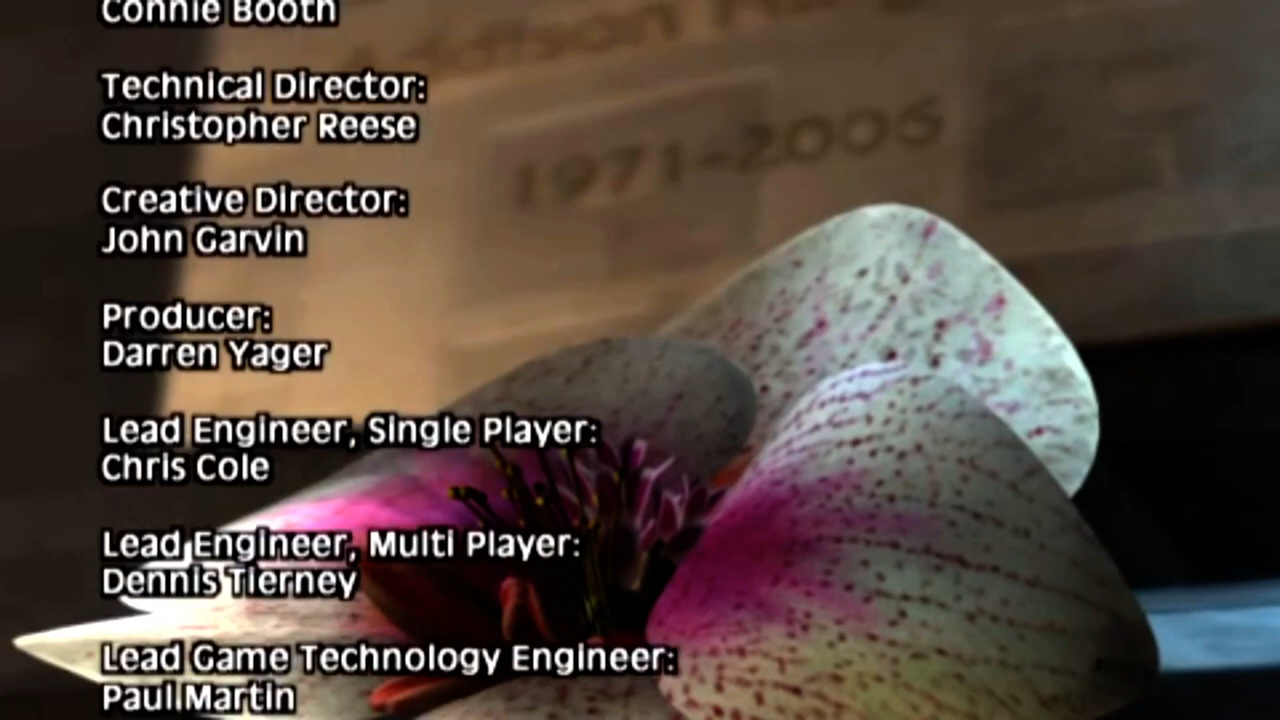 Connie Booth
Addison
1971-2006
Technical Director:
Christopher Reese
Creative Director:
John Garvin
Producer:
Darren Yager
Lead Engineer, Single Player:
Chris Cole
Lead Engineer, Multi Player:
Dennis Tierney
Lead Game Technology Engineer:
Paul Martin